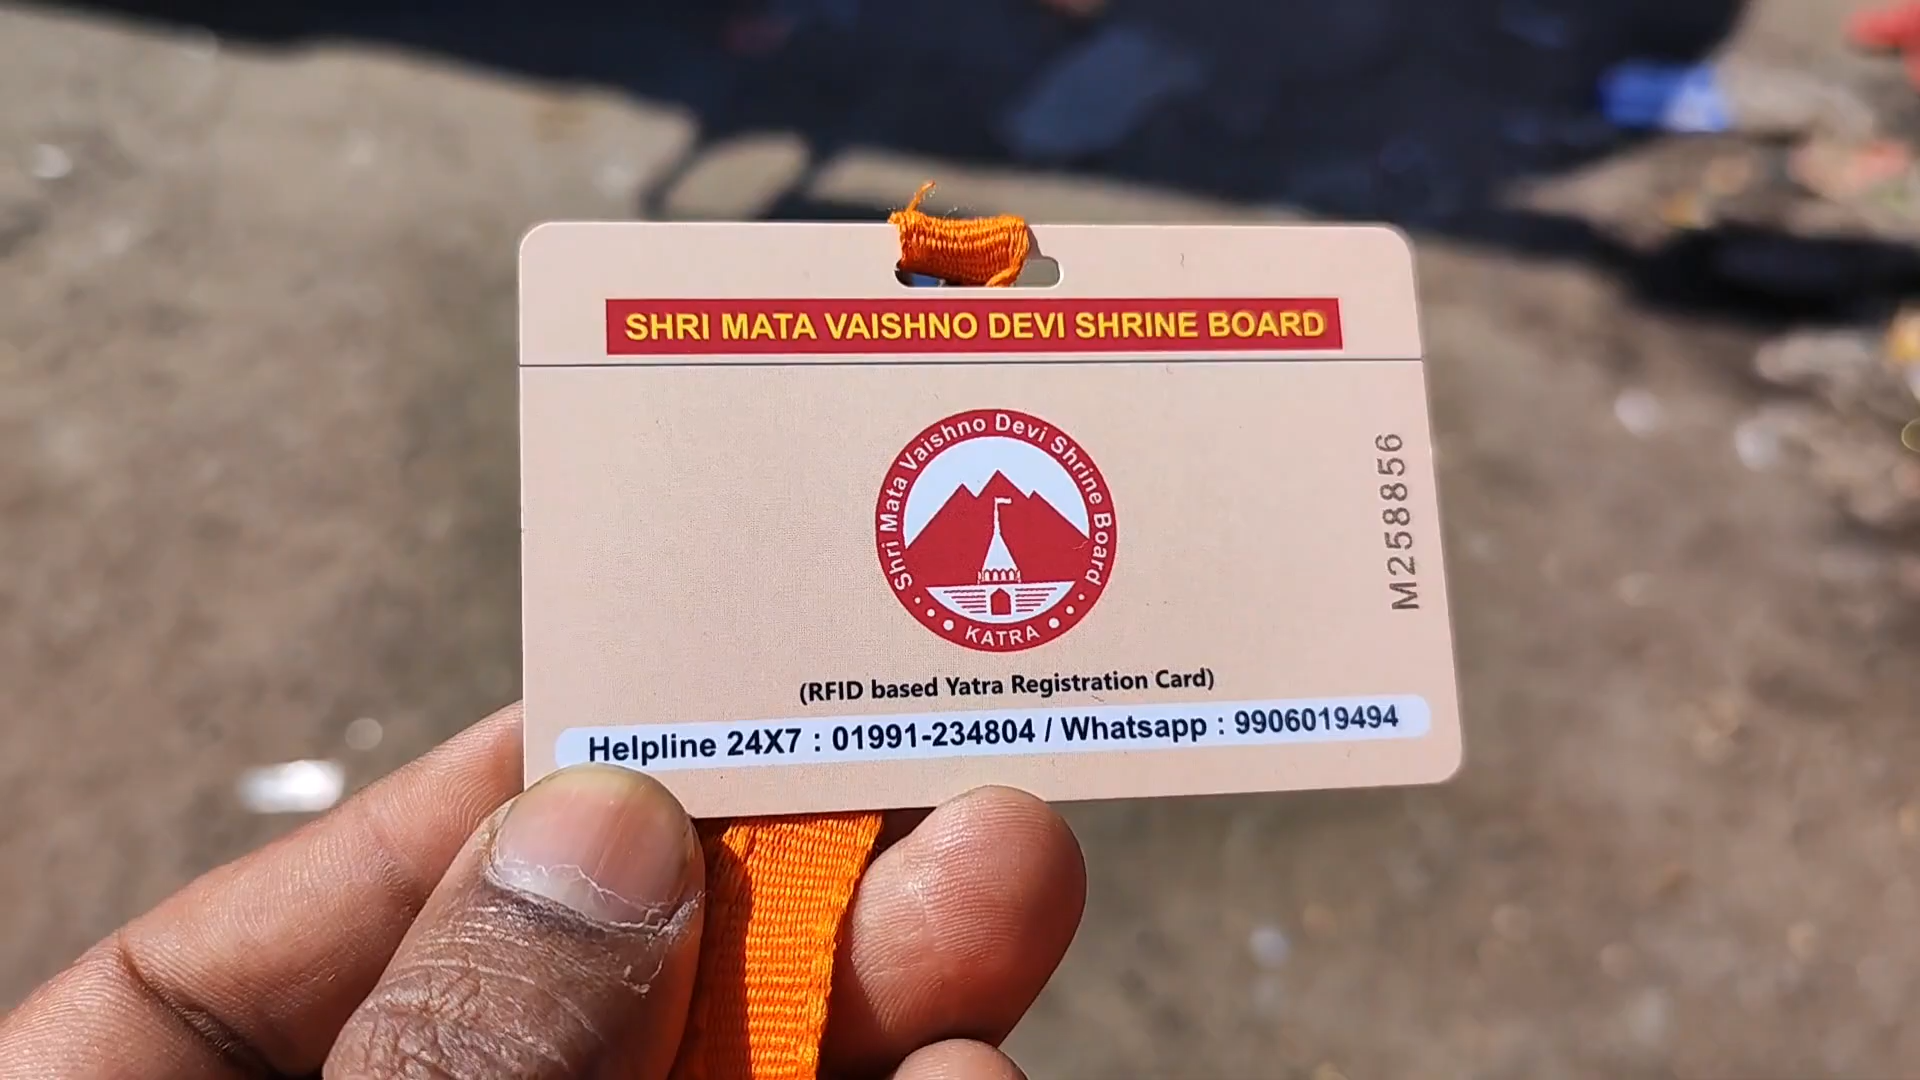 SHRI MATA VAISHNO DEVI SHRINE BOARD
Shri Mata Vaishno Devi Shrine Board
KATRA
M2588856
(RFID based Yatra Registration Card)
Helpline 24X7 : 01991-234804 / Whatsapp : 9906019494